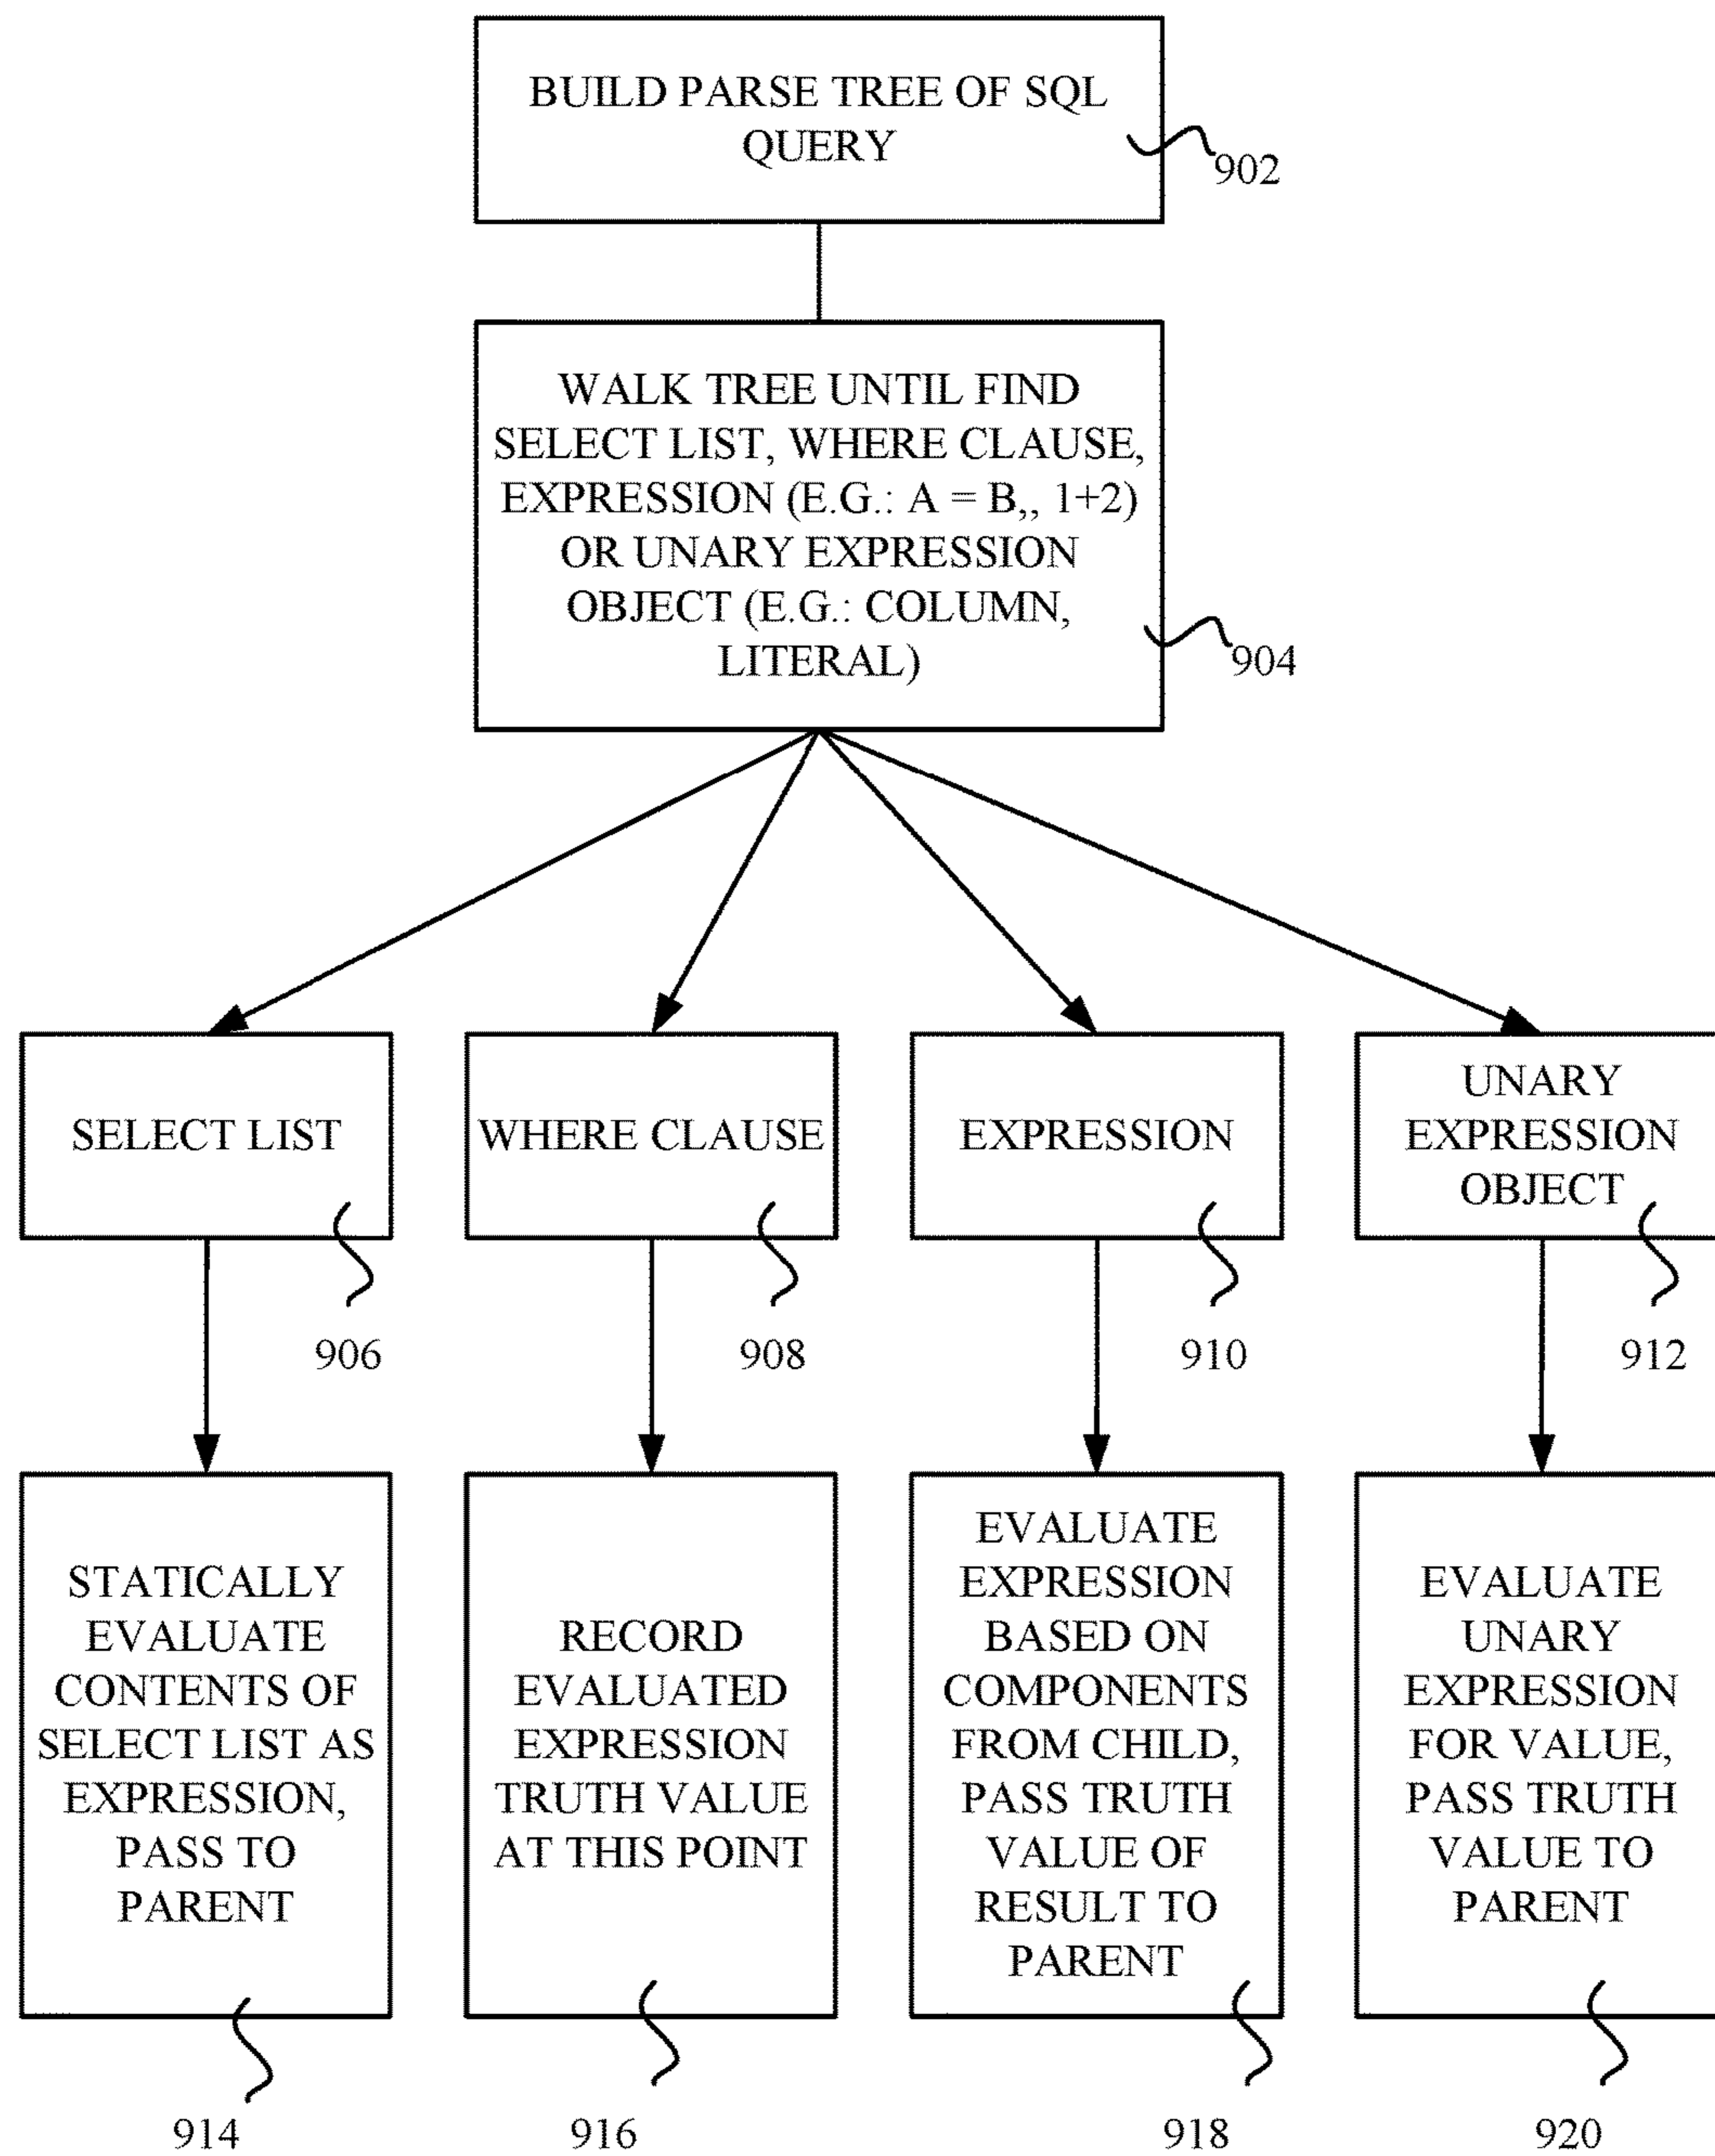 BUILD PARSE TREE OF SQL
QUERY
902
WALK TREE UNTIL FIND
SELECT LIST, WHERE CLAUSE,
EXPRESSION (E.G.: A = B,, 1+2)
OR UNARY EXPRESSION
OBJECT (E.G.: COLUMN,
LITERAL)
904
SELECT LIST
906
WHERE CLAUSE
908
EXPRESSION
910
UNARY
EXPRESSION
OBJECT
912
STATICALLY
EVALUATE
CONTENTS OF
SELECT LIST AS
EXPRESSION,
PASS TO
PARENT
914
RECORD
EVALUATED
EXPRESSION
TRUTH VALUE
AT THIS POINT
916
EVALUATE
EXPRESSION
BASED ON
COMPONENTS
FROM CHILD,
PASS TRUTH
VALUE OF
RESULT TO
PARENT
918
EVALUATE
UNARY
EXPRESSION
FOR VALUE,
PASS TRUTH
VALUE TO
PARENT
920